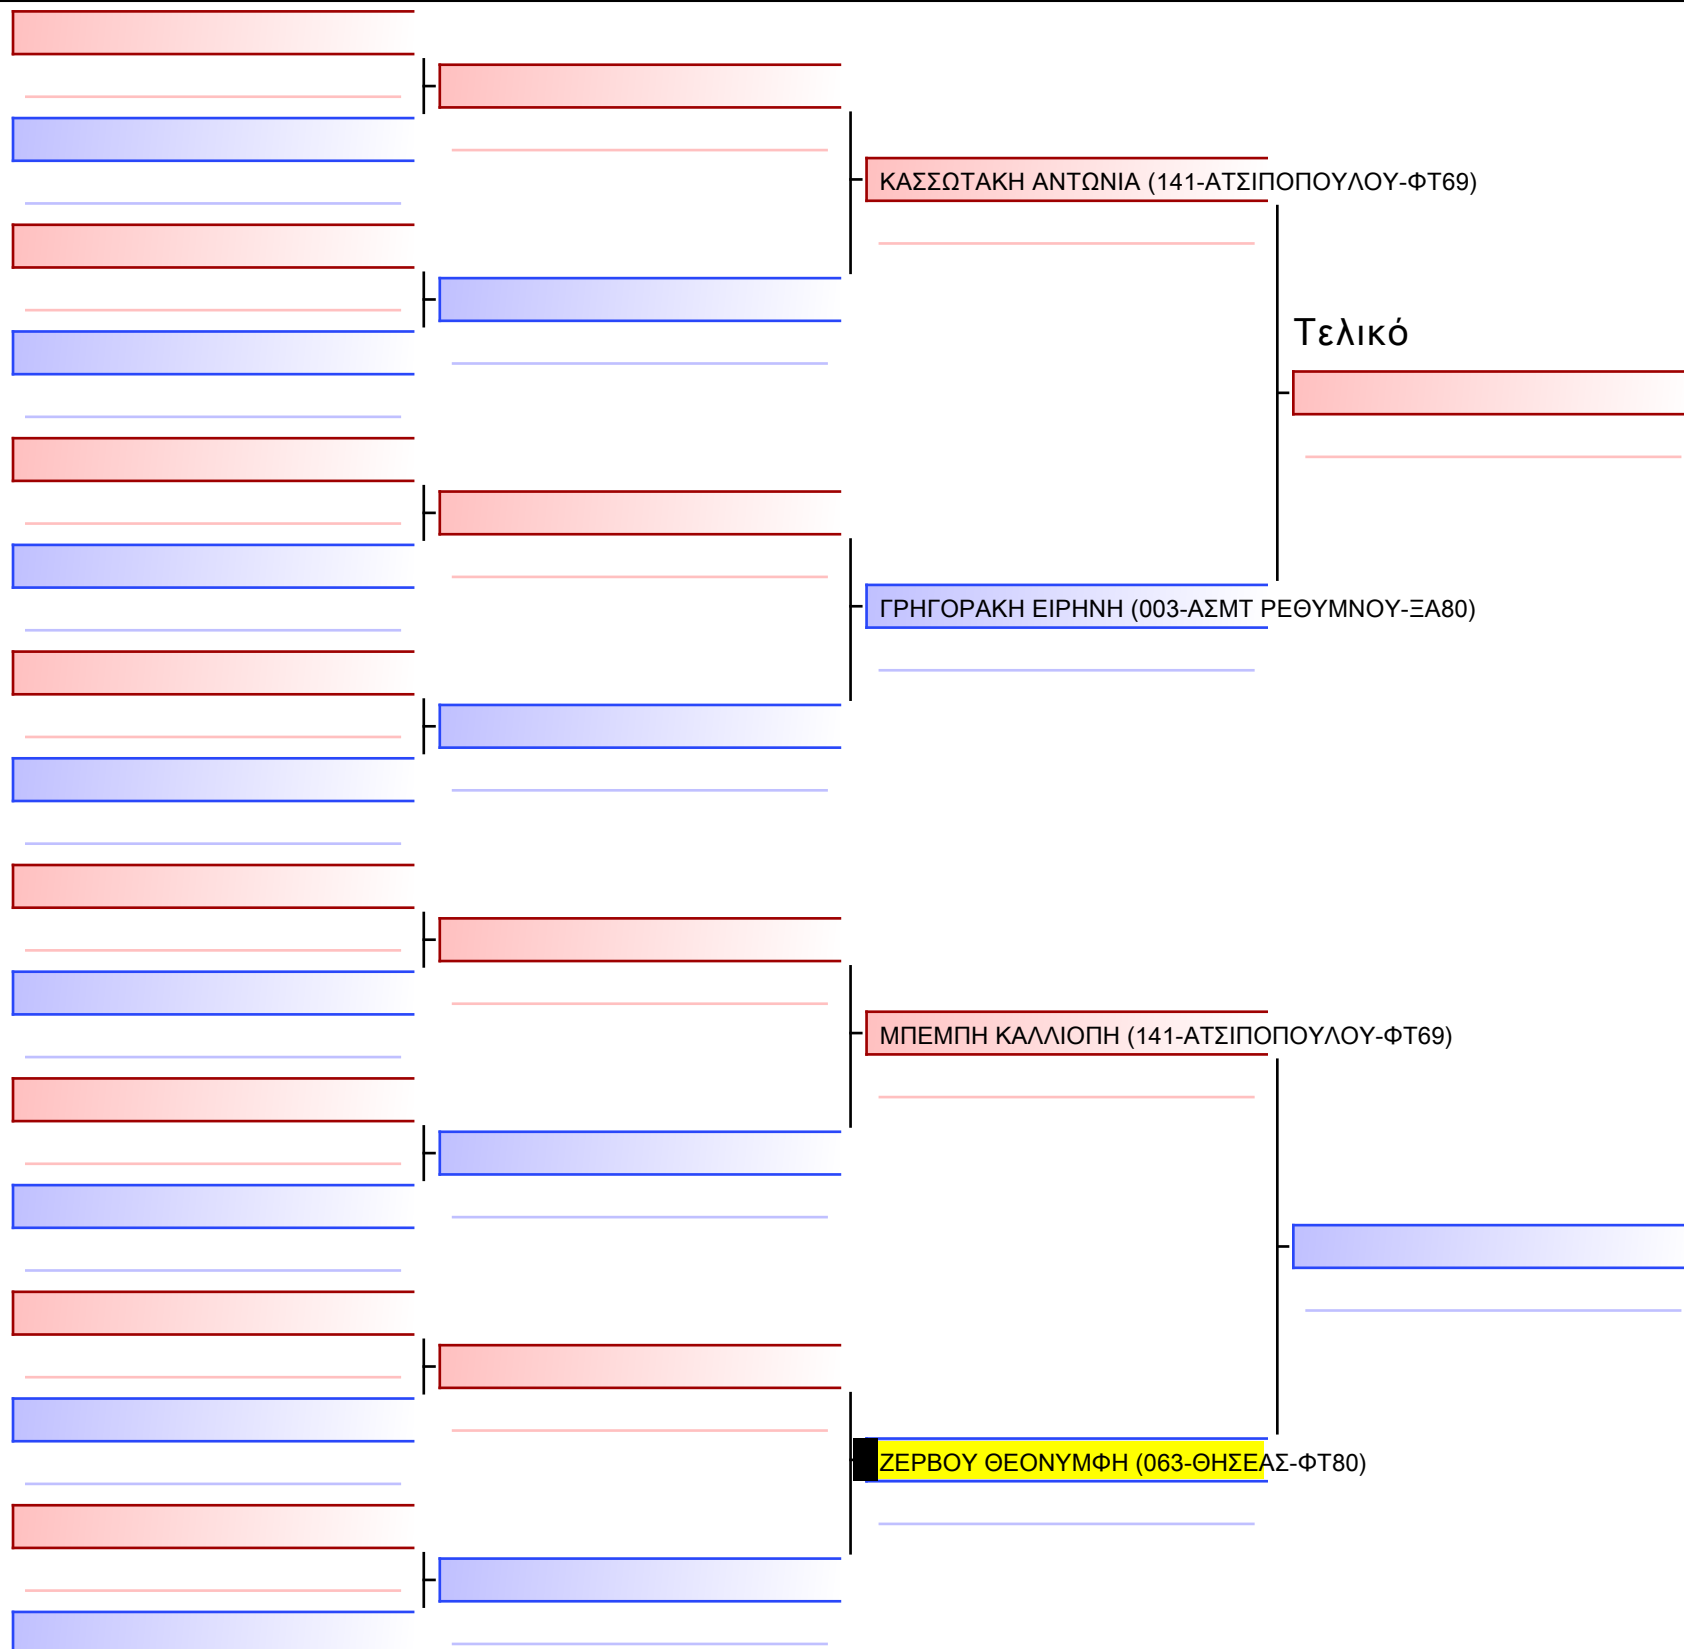 ΚΑΣΣΩΤΑΚΗ ΑΝΤΩΝΙΑ (141-ΑΤΣΙΠΟΠΟΥΛΟΥ-ΦΤ69)
Τελικό
ΓΡΗΓΟΡΑΚΗ ΕΙΡΗΝΗ (003-ΑΣΜΤ ΡΕΘΥΜΝΟΥ-ΞΑ80)
ΜΠΕΜΠΗ ΚΑΛΛΙΟΠΗ (141-ΑΤΣΙΠΟΠΟΥΛΟΥ-ΦΤ69)
ΖΕΡΒΟΥ ΘΕΟΝΥΜΦΗ (063-ΘΗΣΕΑΣ-ΦΤ80)